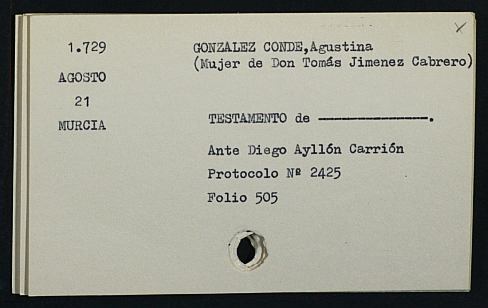 1.729
AGOSTO
21
MURCIA
GONZALEZ CONDE,Agustina
(Mujer de Don Tomás Jimenez Cabrero)
TESTAMENTO de ————————.
Ante Diego Ayllón Carrión
Protocolo Nº 2425
Folio 505